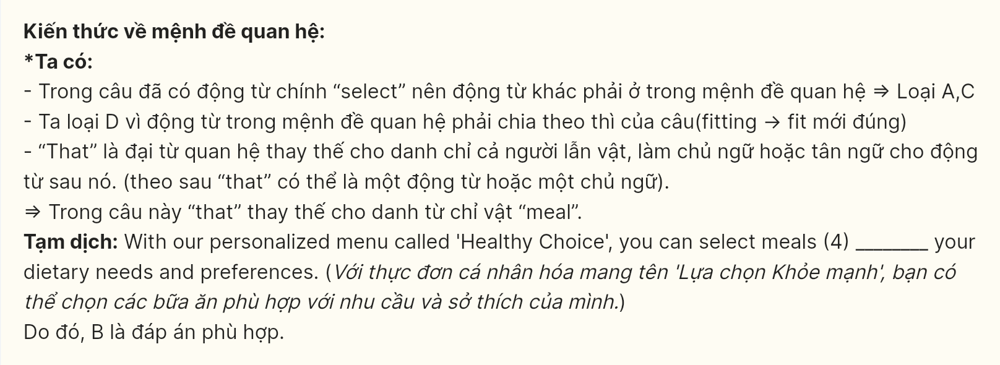 Kiến thức về mệnh đề quan hệ:
*Ta có:
- Trong câu đã có động từ chính “select” nên động từ khác phải ở trong mệnh đề quan hệ ⇒ Loại A,C
- Ta loại D vì động từ trong mệnh đề quan hệ phải chia theo thì của câu(fitting → fit mới đúng)
- “That” là đại từ quan hệ thay thế cho danh chỉ cả người lẫn vật, làm chủ ngữ hoặc tân ngữ cho động
từ sau nó. (theo sau “that” có thể là một động từ hoặc một chủ ngữ).
⇒ Trong câu này “that” thay thế cho danh từ chỉ vật “meal”.
Tạm dịch: With our personalized menu called 'Healthy Choice', you can select meals (4) ________ your
dietary needs and preferences. (Với thực đơn cá nhân hóa mang tên 'Lựa chọn Khỏe mạnh', bạn có
thể chọn các bữa ăn phù hợp với nhu cầu và sở thích của mình.)
Do đó, B là đáp án phù hợp.